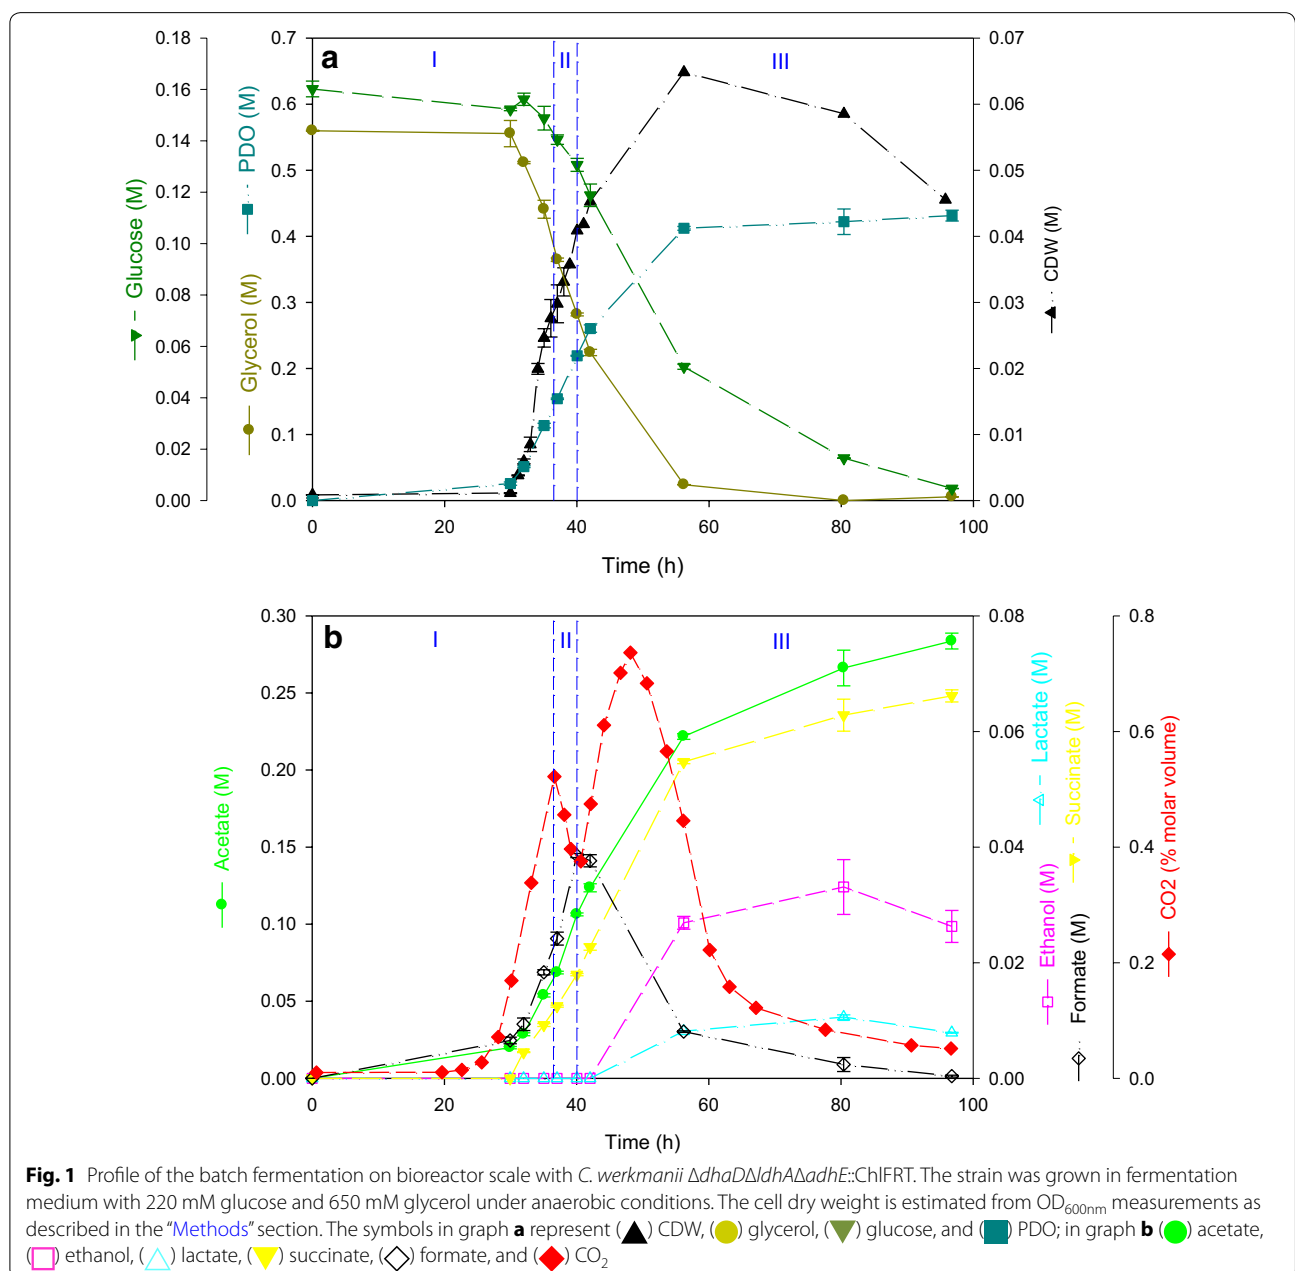 a
I
II
III
0.18
0.16
0.14
0.12
0.10
0.08
0.06
0.04
0.02
0.00
Glucose (M)
0.7
0.6
0.5
0.4
0.3
0.2
0.1
0.0
PDO (M)
Glycerol (M)
0.07
0.06
0.05
0.04
0.03
0.02
0.01
0.00
CDW (M)
0
20
40
60
80
100
Time (h)
b
I
II
III
0.30
0.25
0.20
0.15
0.10
0.05
0.00
Acetate (M)
0.08
0.06
0.04
0.02
0.00
Lactate (M)
Ethanol (M)
Succinate (M)
Formate (M)
0.8
0.6
0.4
0.2
0.0
CO2 (% molar volume)
0
20
40
60
80
100
Time (h)
Fig. 1 Profile of the batch fermentation on bioreactor scale with C. werkmanii ΔdhaDΔldhAΔadhE::ChlFRT. The strain was grown in fermentation
medium with 220 mM glucose and 650 mM glycerol under anaerobic conditions. The cell dry weight is estimated from OD600nm measurements as
described in the "Methods" section. The symbols in graph a represent (▲) CDW, (●) glycerol, (▼) glucose, and (■) PDO; in graph b (●) acetate,
(□) ethanol, (△) lactate, (▼) succinate, (◇) formate, and (◆) CO2